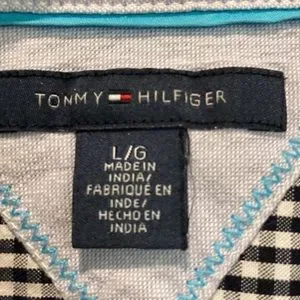 TOMMY HILFIGER
L/G
MADE IN
INDIA/
FABRIQUÉ EN
INDE/
HECHO EN
INDIA